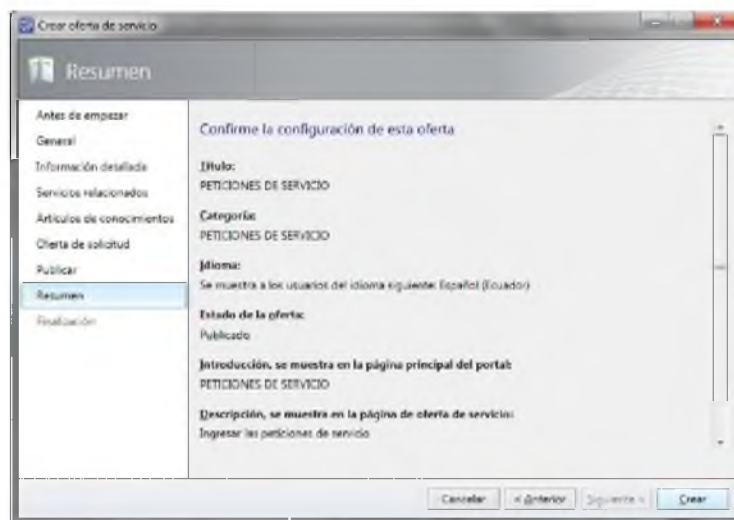 Crear oferta de servicio
Resumen
Antes de empezar
General
Información detallada
Servicios relacionados
Artículos de conocimientos
Oferta de solicitud
Publicar
Resumen
Finalización
Confirme la configuración de esta oferta
Título:
PETICIONES DE SERVICIO
Categoría:
PETICIONES DE SERVICIO
Idioma:
Se muestra a los usuarios del idioma siguiente: Español (Ecuador)
Estado de la oferta:
Publicado
Introducción, se muestra en la página principal del portal:
PETICIONES DE SERVICIO
Descripción, se muestra en la página de oferta de servicio:
Ingresar las peticiones de servicio
Cancelar
< Anterior
Siguiente >
Crear